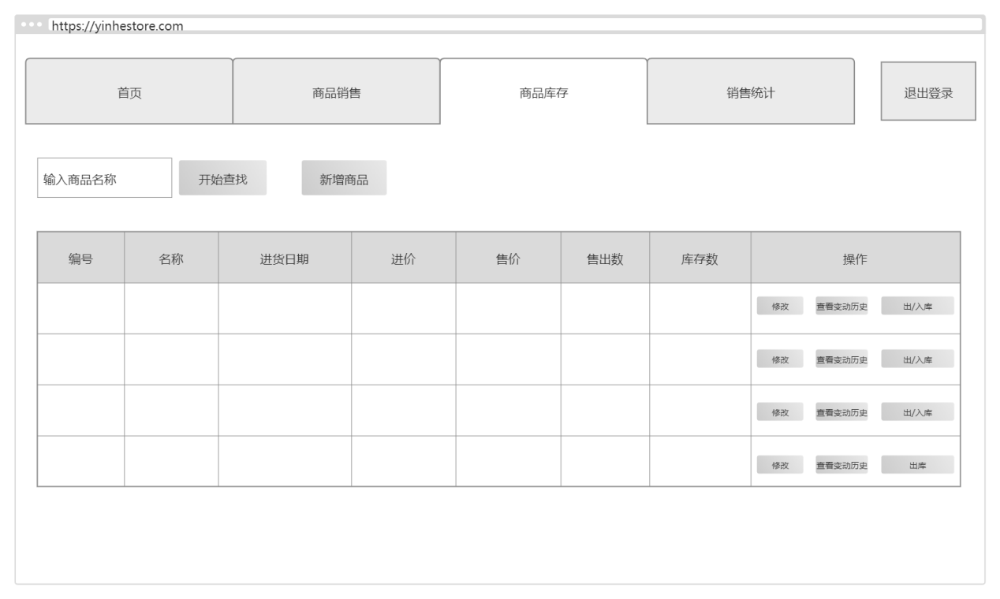 https://yinhestore.com
首页 商品销售 商品库存 销售统计 退出登录
输入商品名称 开始查找 新增商品
编号 名称 进货日期 进价 售价 售出数 库存数 操作
修改 查看变动历史 出/入库
修改 查看变动历史 出/入库
修改 查看变动历史 出/入库
修改 查看变动历史 出库